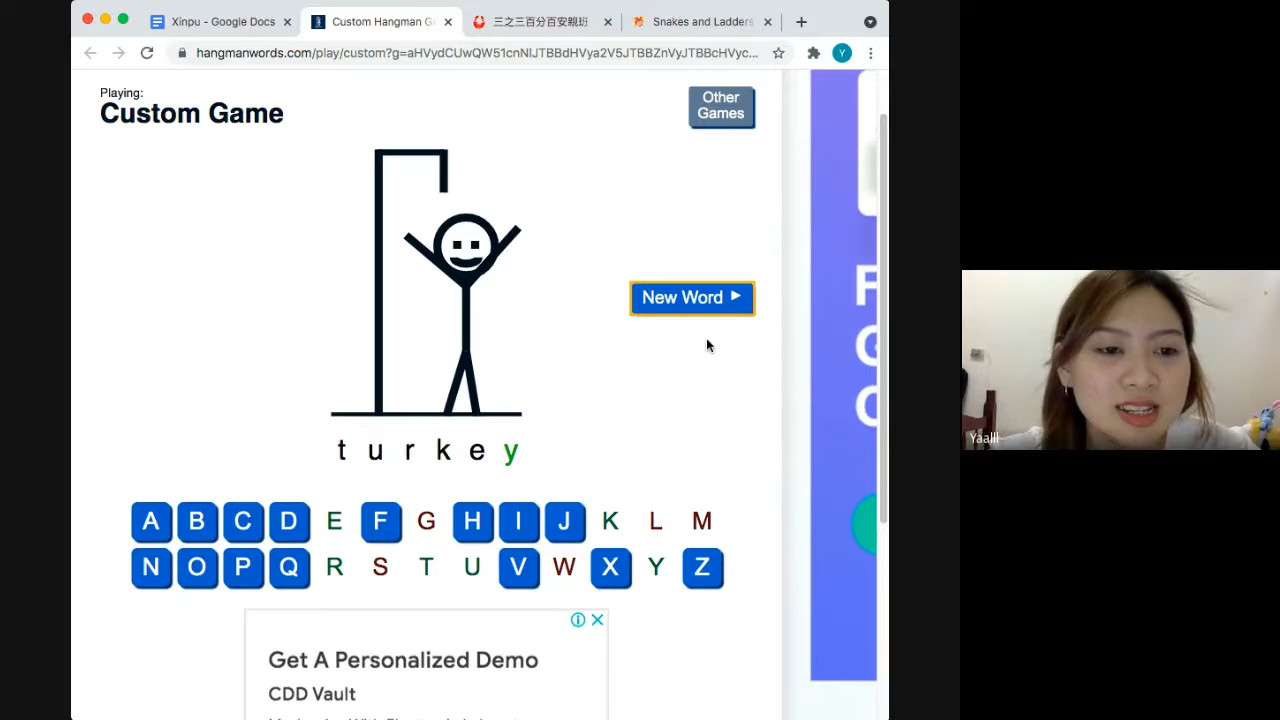 Xinpu - Google Docs
Custom Hangman G
三之三百分百安親班
Snakes and Ladders
hangmanwords.com/play/custom?g=aHVydCUwQW51cnNlJTBBdHVya2V5JTBBZnVyJTBBcHVyc...
Y
Playing:
Custom Game
Other
Games
New Word
t u r k e y
A B C D E F G H I J K L M
N O P Q R S T U V W X Y Z
Get A Personalized Demo
CDD Vault
F
G
C
Yaalll